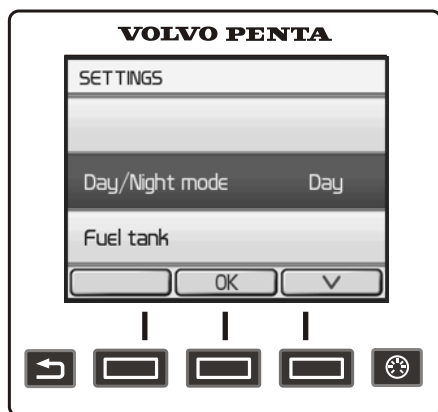 VOLVO PENTA
SETTINGS
Day/Night mode Day
Fuel tank
OK